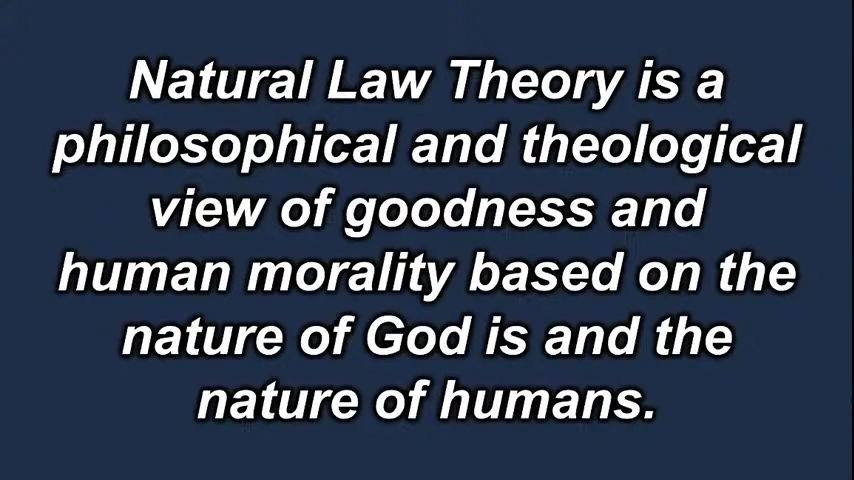 Natural Law Theory is a
philosophical and theological
view of goodness and
human morality based on the
nature of God is and the
nature of humans.